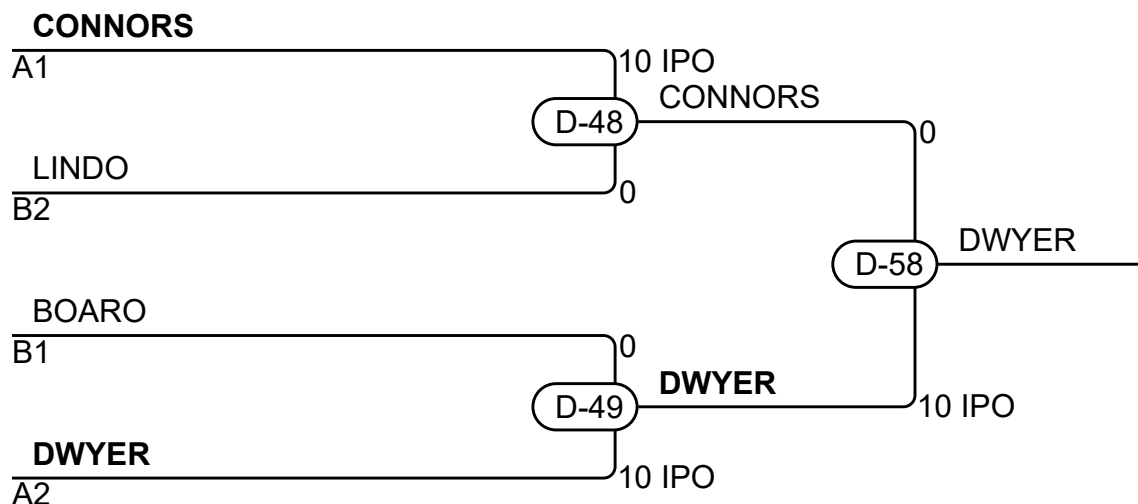 CONNORS
A1
10 IPO
CONNORS
D-48
0
LINDO
0
B2
DWYER
D-58
BOARO
B1
0
DWYER
D-49
10 IPO
DWYER
10 IPO
A2